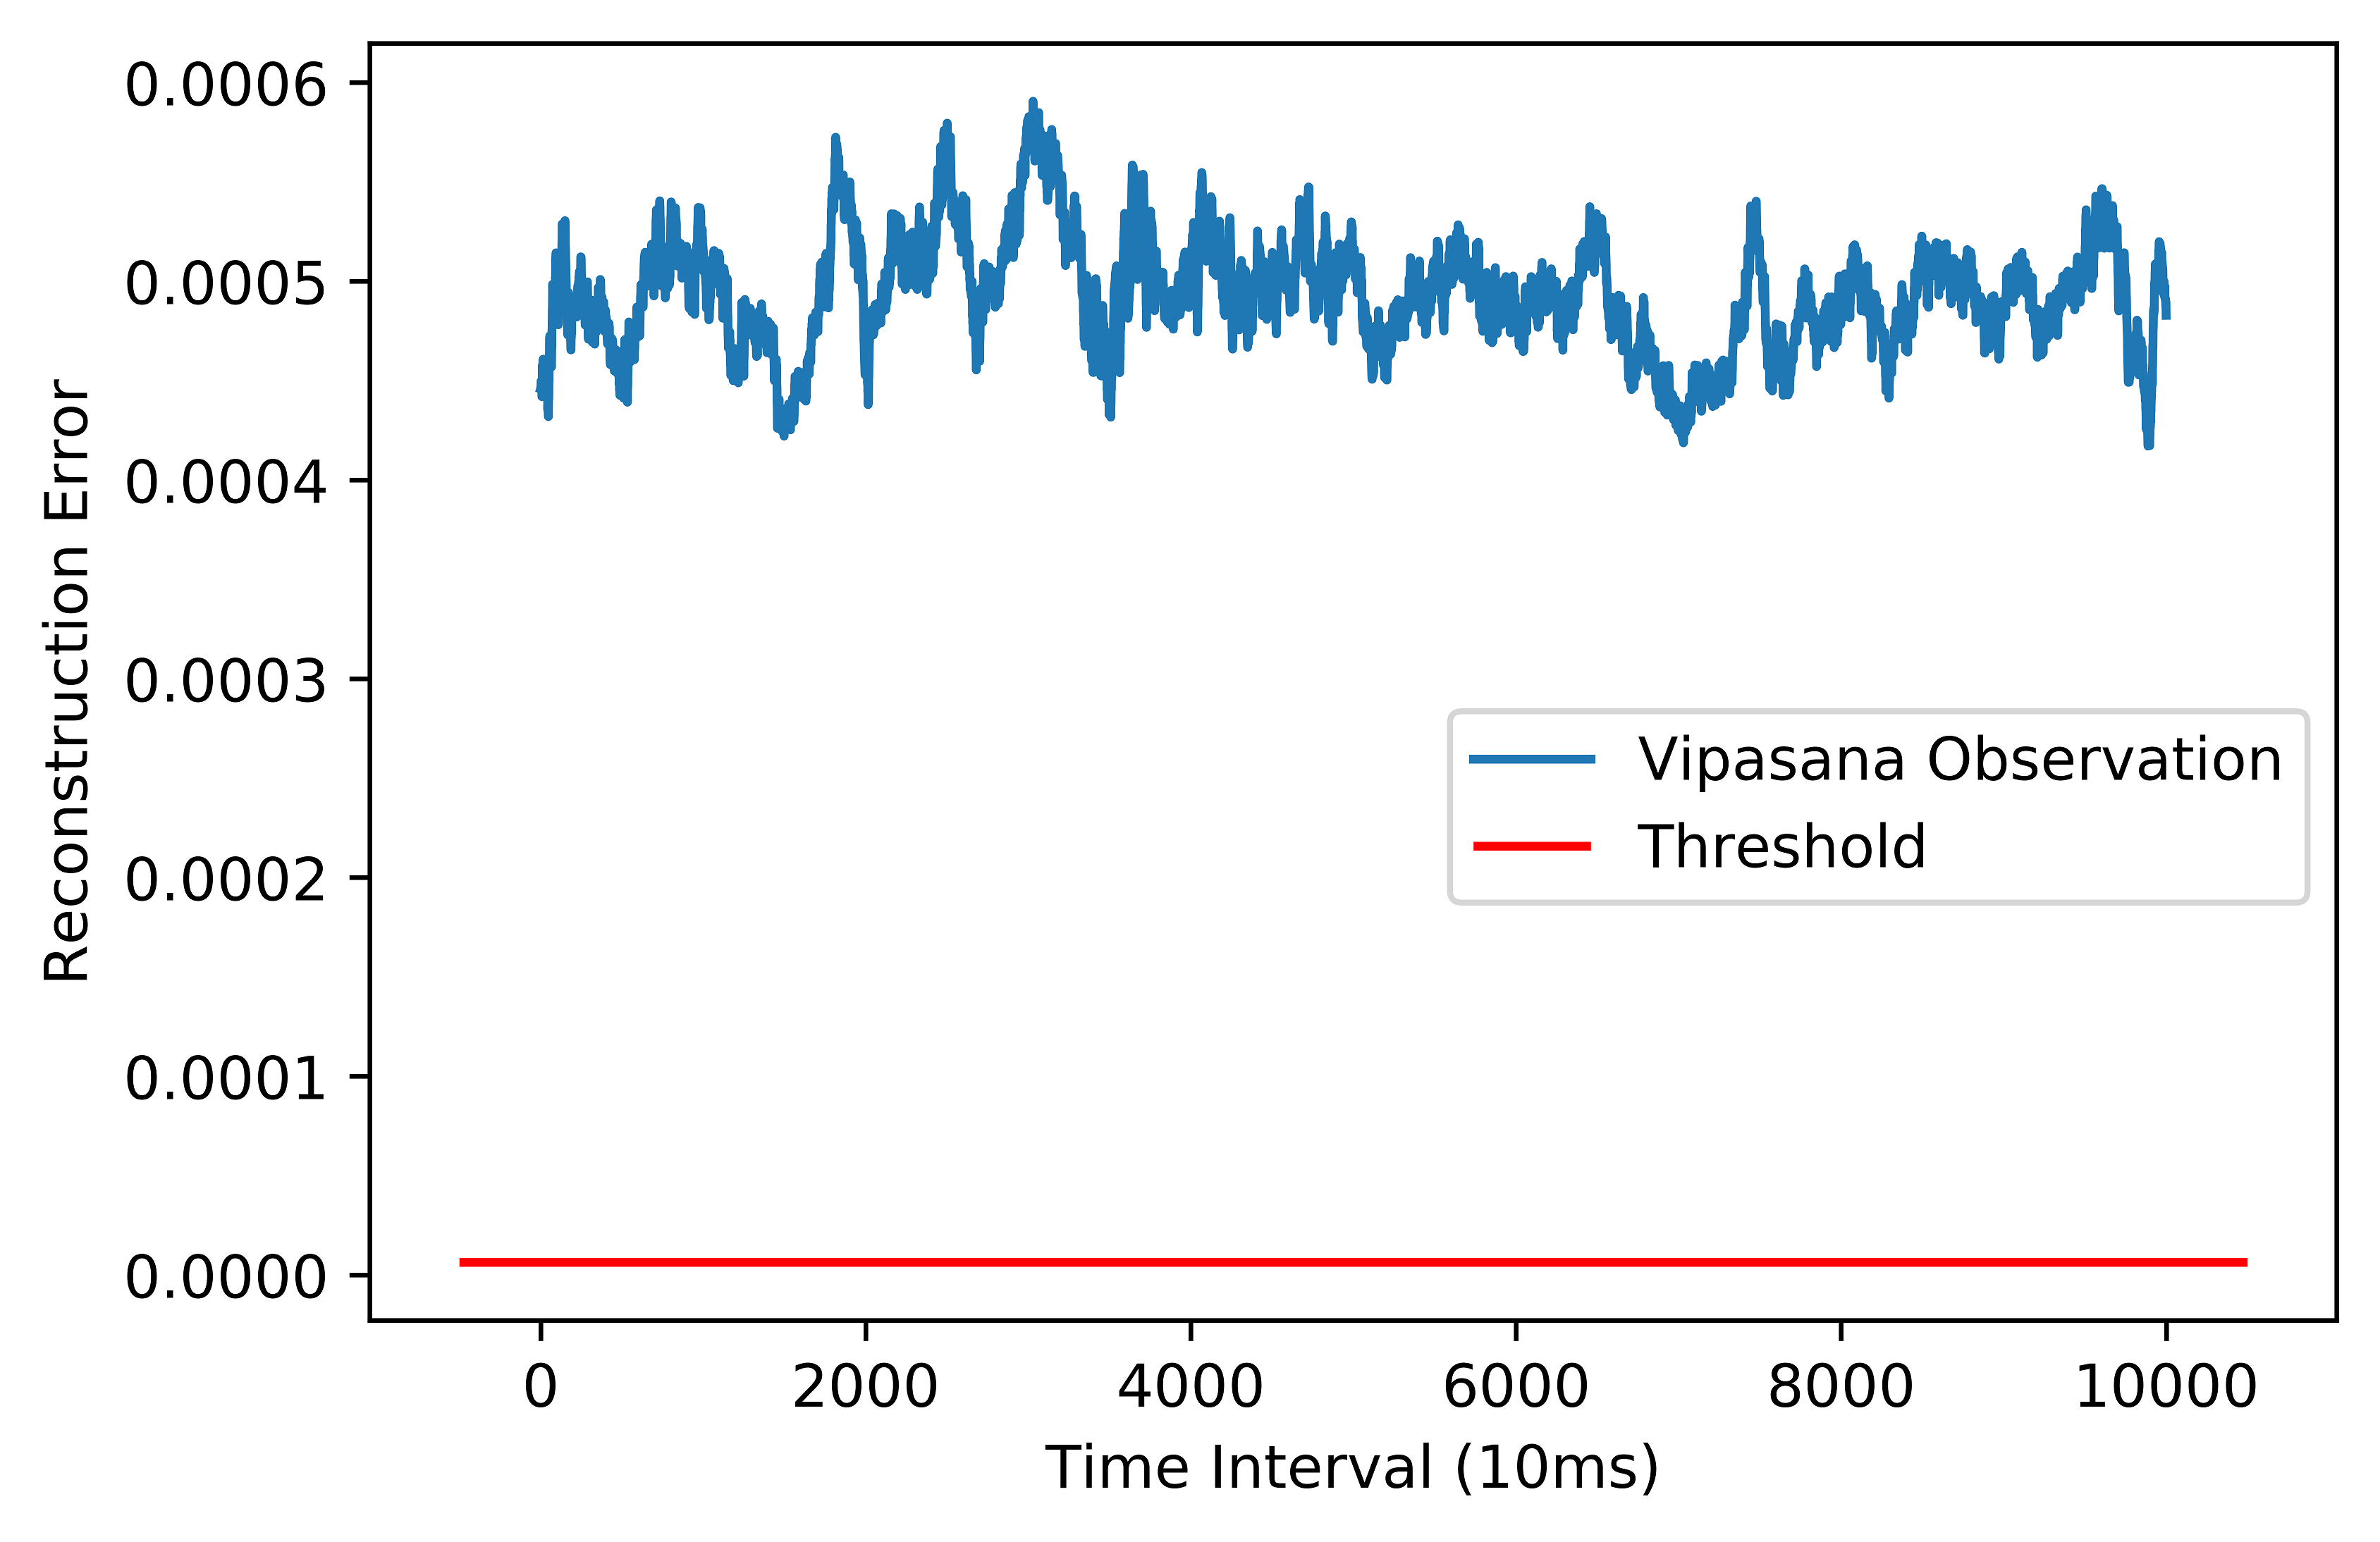 0.0006
0.0005
0.0004
0.0003
0.0002
0.0001
0.0000
Reconstruction Error
Vipasana Observation
Threshold
0 2000 4000 6000 8000 10000
Time Interval (10ms)